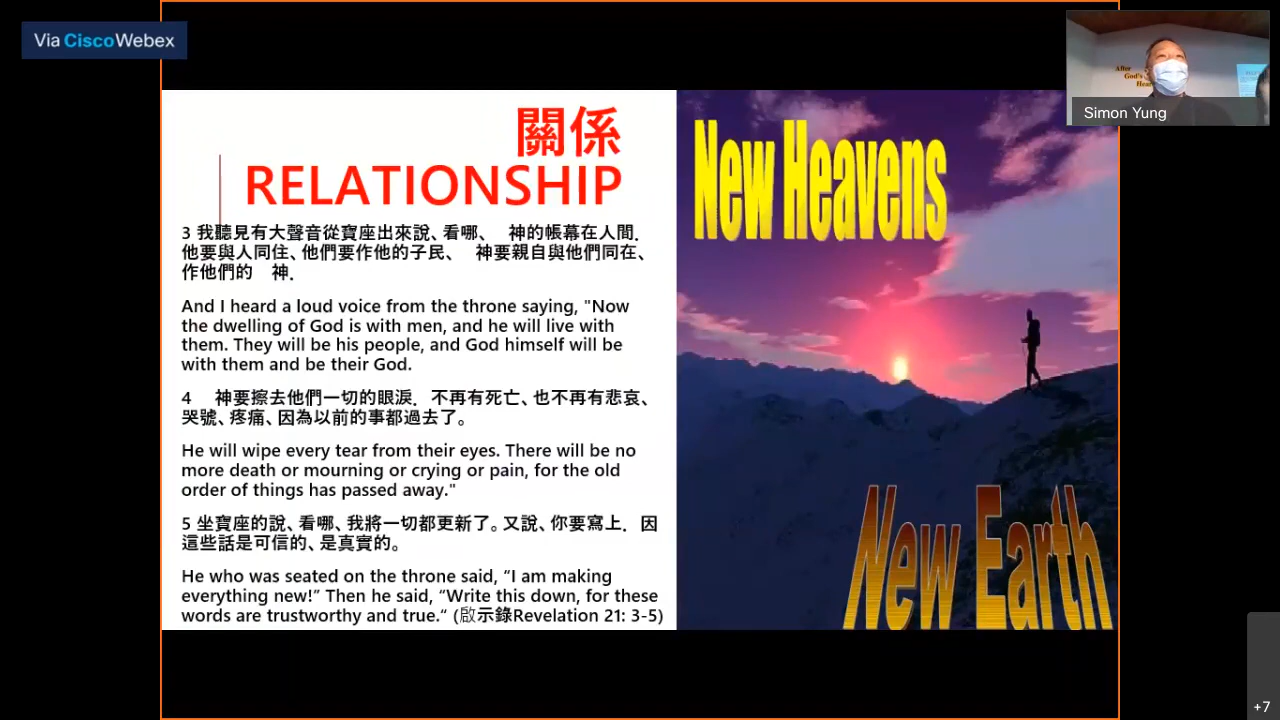 Via Cisco Webex
After
God's
Simon Yung
關係
RELATIONSHIP
3 我聽見有大聲音從寶座出來說、看哪、　神的帳幕在人間．
他要與人同住、他們要作他的子民、　神要親自與他們同在、
作他們的　神．
And I heard a loud voice from the throne saying, "Now
the dwelling of God is with men, and he will live with
them. They will be his people, and God himself will be
with them and be their God.
4　神要擦去他們一切的眼淚．不再有死亡、也不再有悲哀、
哭號、疼痛、因為以前的事都過去了。
He will wipe every tear from their eyes. There will be no
more death or mourning or crying or pain, for the old
order of things has passed away."
5 坐寶座的說、看哪、我將一切都更新了。又說、你要寫上．因
這些話是可信的、是真實的。
He who was seated on the throne said, “I am making
everything new!” Then he said, “Write this down, for these
words are trustworthy and true.“ (啟示錄Revelation 21: 3-5)
New Heavens
New Earth
+7